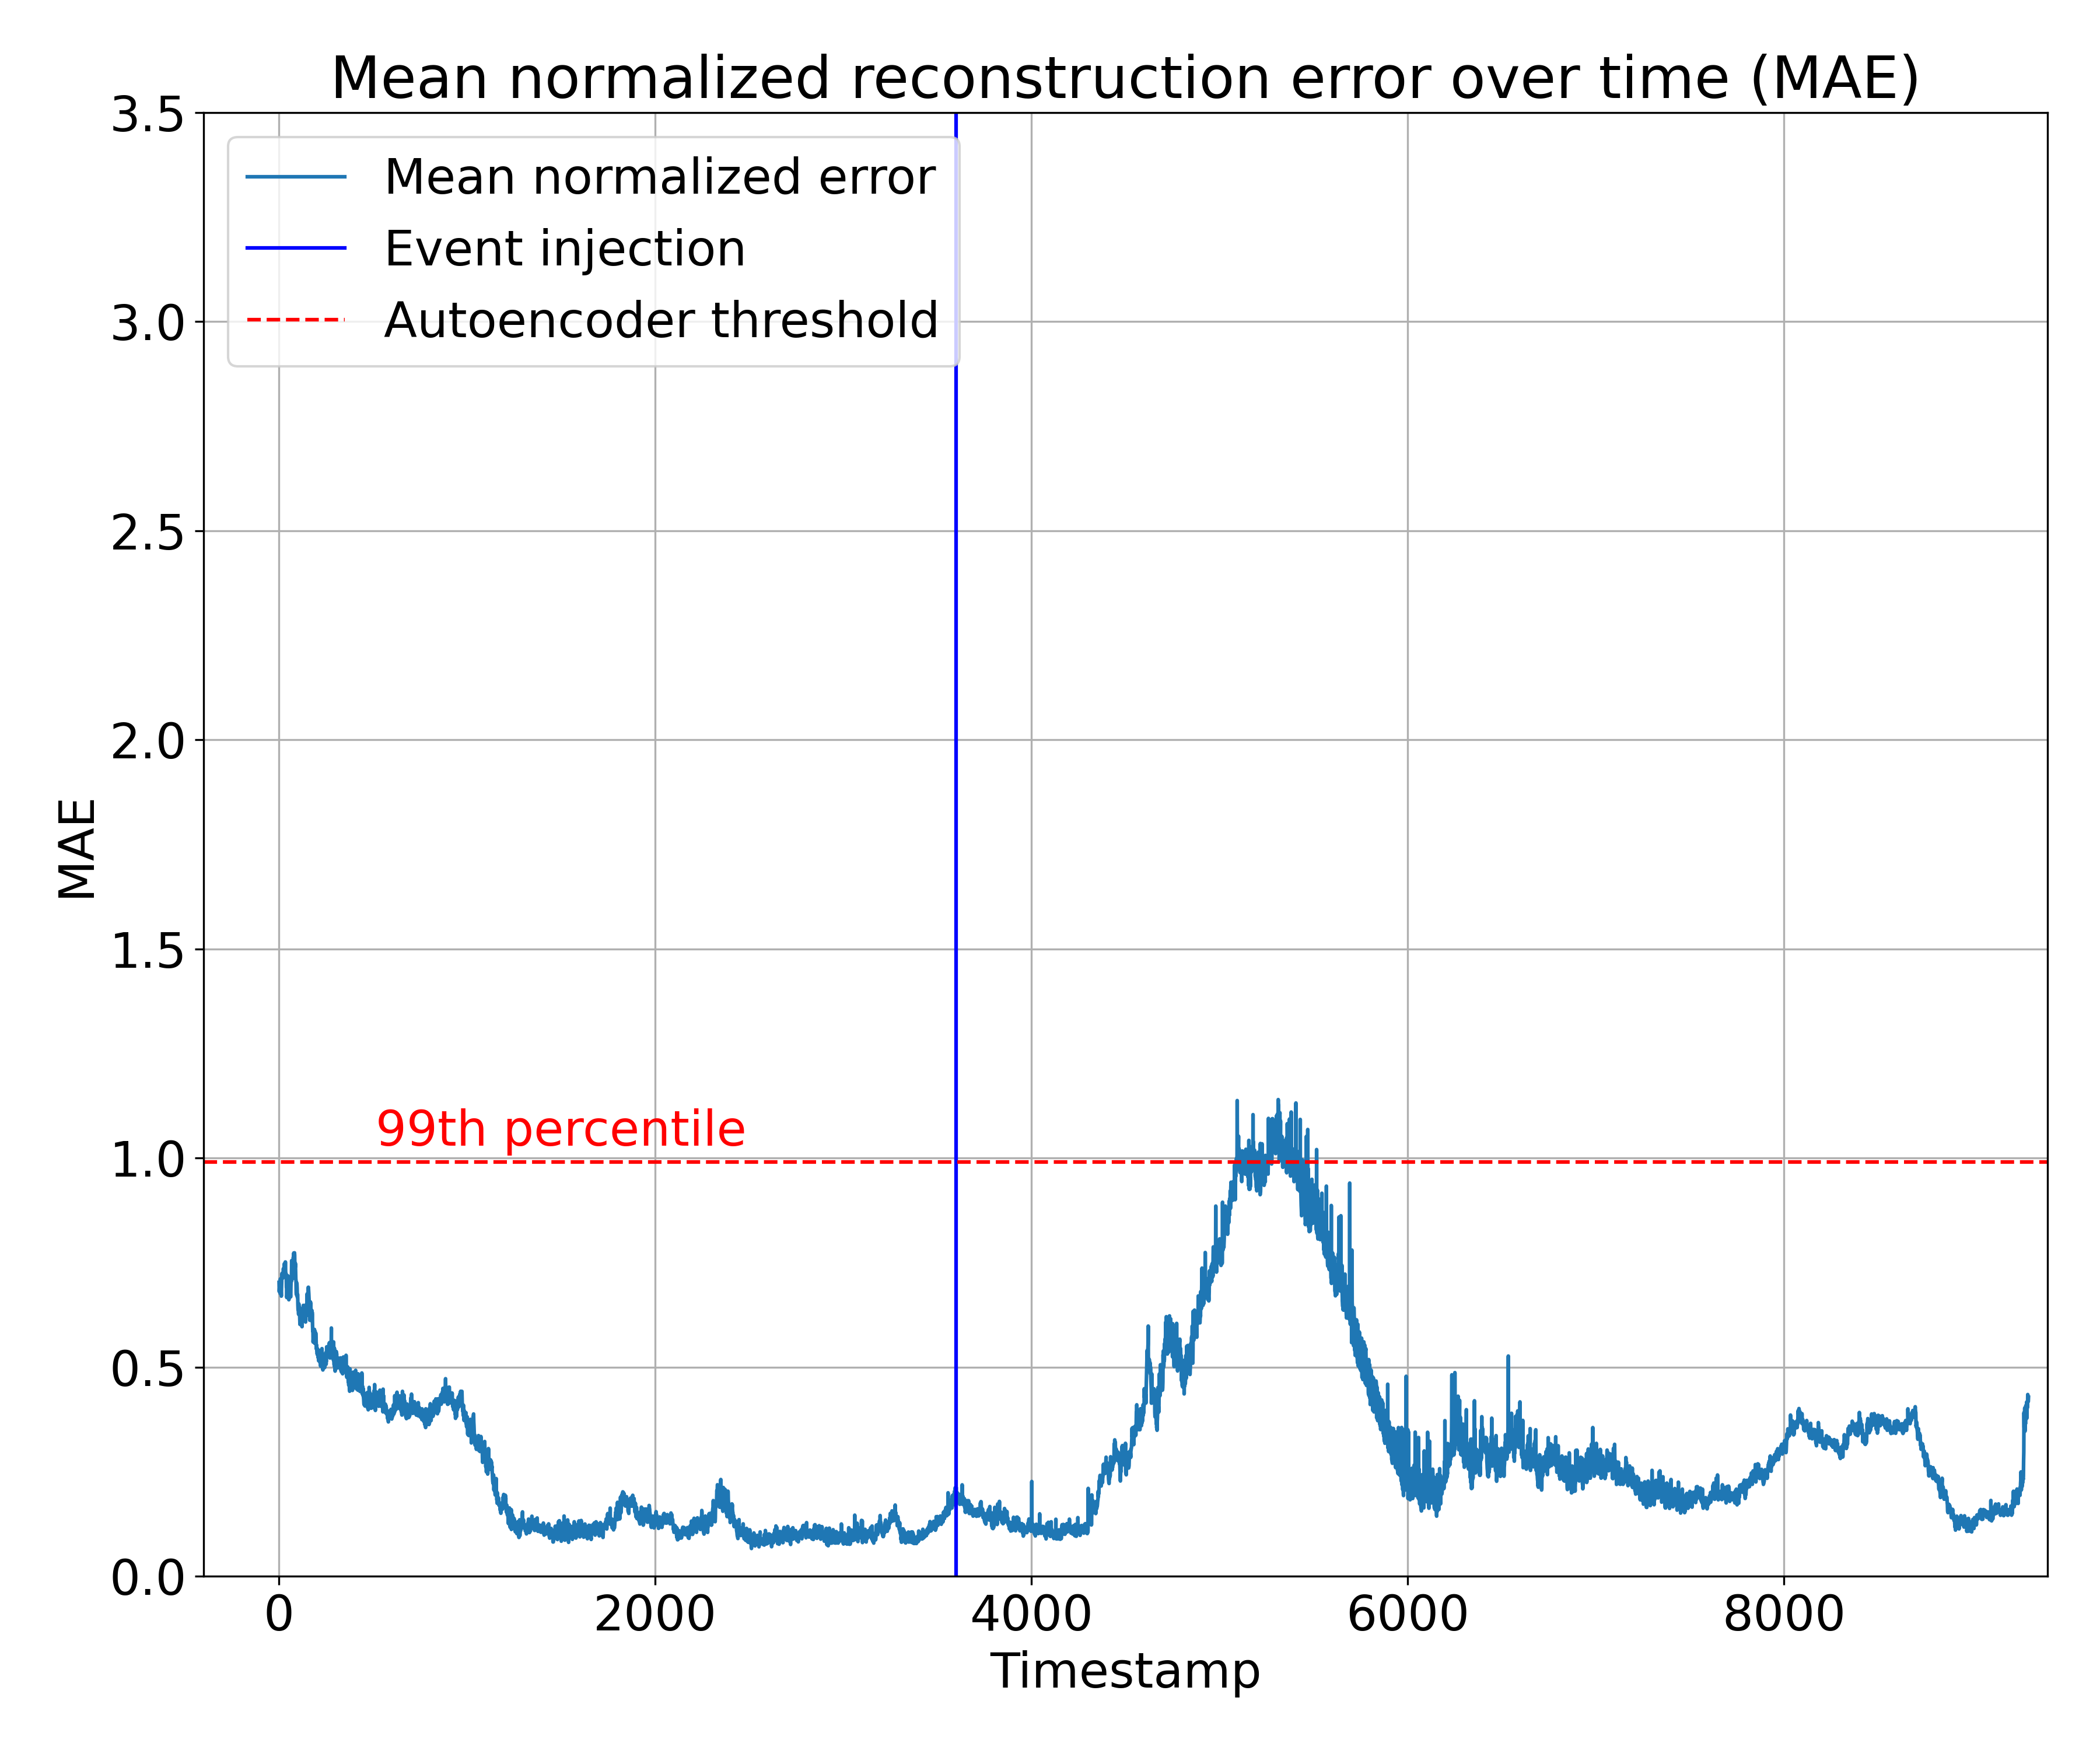 Mean normalized reconstruction error over time (MAE)
3.5
Mean normalized error
Event injection
Autoencoder threshold
3.0
2.5
2.0
MAE
1.5
99th percentile
1.0
0.5
0.0
0 2000 4000 6000 8000
Timestamp